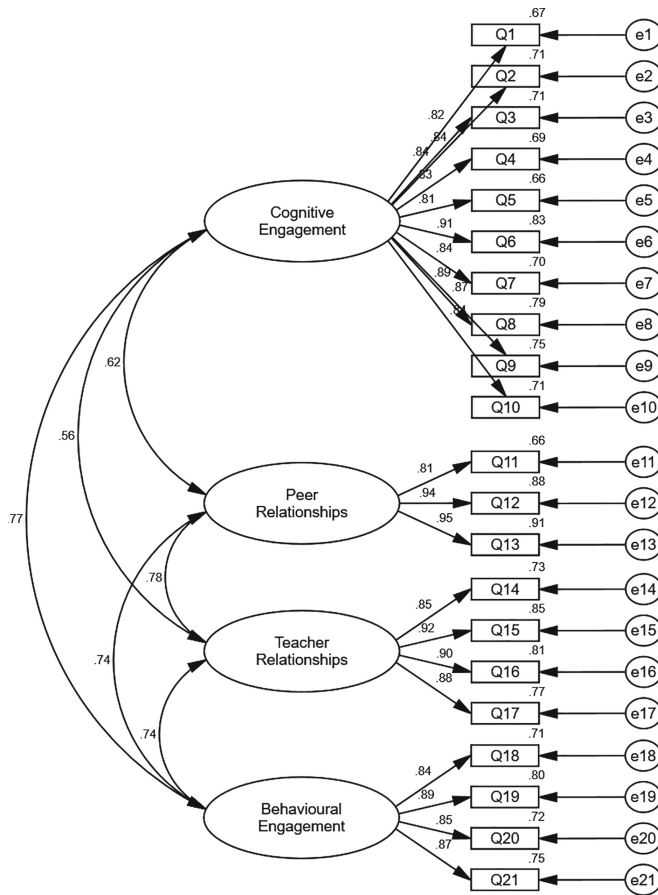 .67
Q1 e1
.71
Q2 e2
.71
.82
Q3 e3
.84
.84
.69
Q4 e4
.83
.66
.81
Q5 e5
Cognitive
Engagement
.83
.91
Q6 e6
.84
.70
.89
Q7 e7
.87
.79
.84
Q8 e8
.75
Q9 e9
.62
.71
Q10 e10
.56
.66
.81
Q11 e11
.88
.94
Peer
Relationships
Q12 e12
.77
.95
.91
Q13 e13
.73
.78
Q14 e14
.85
.85
.92
Q15 e15
Teacher
Relationships
.81
.90
Q16 e16
.74
.88
.77
Q17 e17
.74
.71
Q18 e18
.84
.80
.89
Q19 e19
Behavioural
Engagement
.72
.85
Q20 e20
.87
.75
Q21 e21